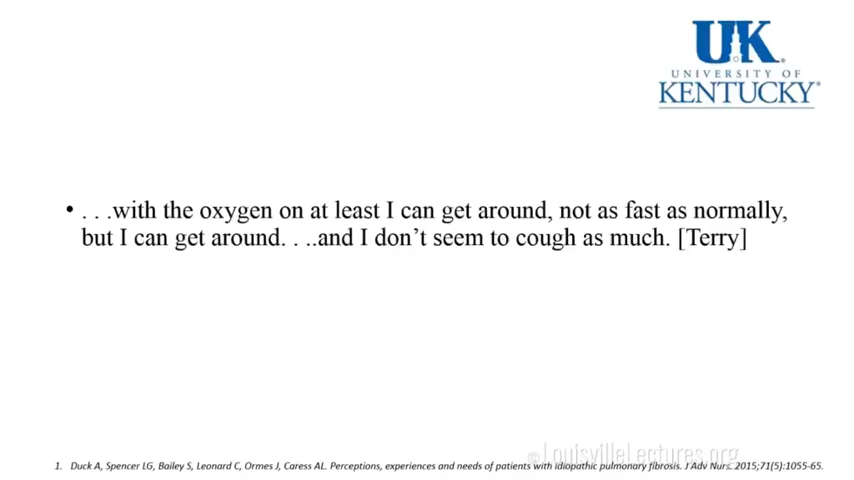 UK
UNIVERSITY OF
KENTUCKY®
• . . .with the oxygen on at least I can get around, not as fast as normally,
but I can get around. . ..and I don't seem to cough as much. [Terry]
©LouisvilleLectures.org
1. Duck A, Spencer LG, Bailey S, Leonard C, Ormes J, Caress AL. Perceptions, experiences and needs of patients with idiopathic pulmonary fibrosis. J Adv Nurs. 2015;71(5):1055-65.